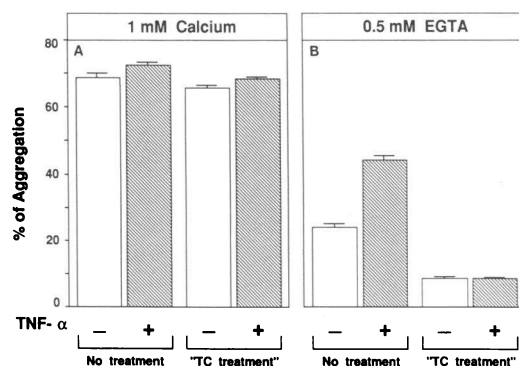 1 mM Calcium
0.5 mM EGTA
A
B
% of Aggregation
80
60
40
20
0
TNF- α
— + — + — + — +
No treatment
"TC treatment"
No treatment
"TC treatment"